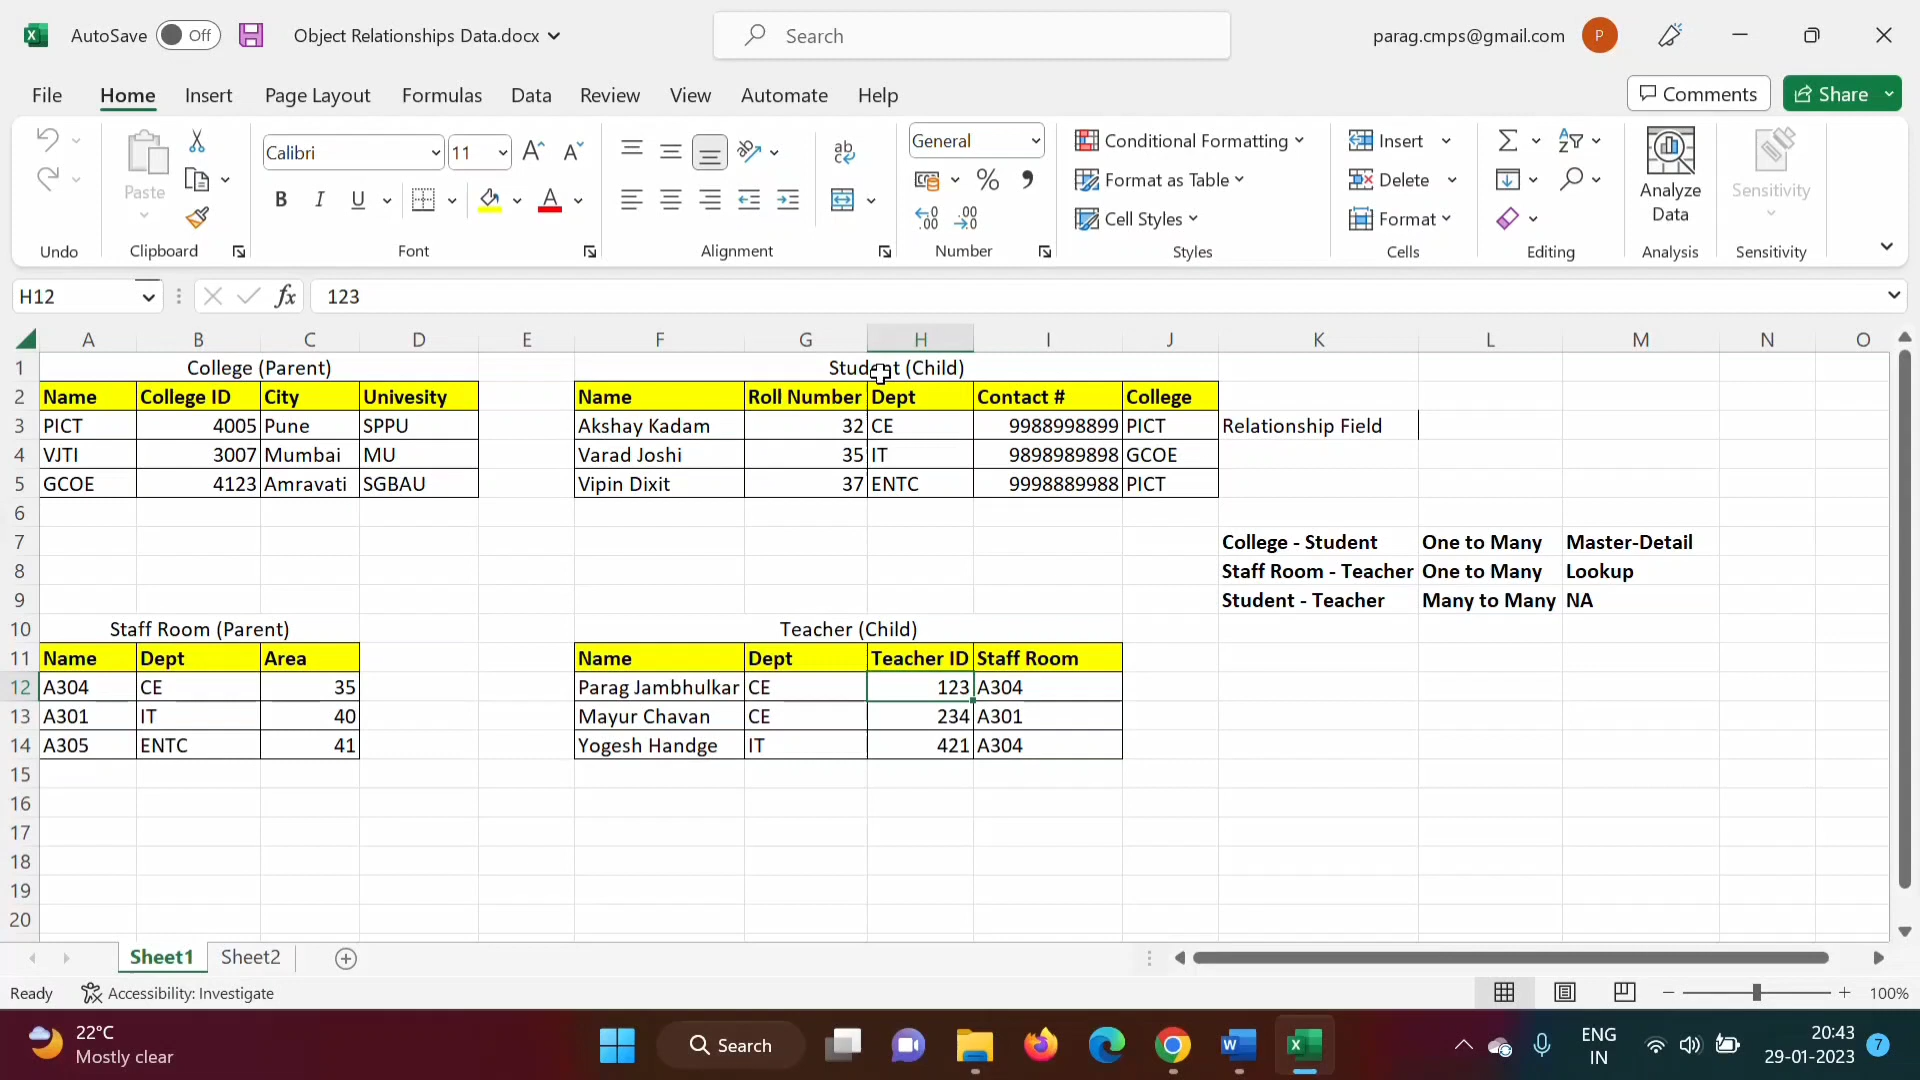 AutoSave Off Object Relationships Data.docx Search parag.cmps@gmail.com P
File Home Insert Page Layout Formulas Data Review View Automate Help Comments Share
Paste
Calibri 11
B I U
ab
General
Conditional Formatting
Format as Table
Cell Styles
Insert
Delete
Format
Analyze Data
Sensitivity
Undo Clipboard Font Alignment Number Styles Cells Editing Analysis Sensitivity
H12 fx 123
A B C D E F G H I J K L M N O
1 College (Parent) Student (Child)
2 Name College ID City Univesity Name Roll Number Dept Contact # College
3 PICT 4005 Pune SPPU Akshay Kadam 32 CE 9988998899 PICT Relationship Field
4 VJTI 3007 Mumbai MU Varad Joshi 35 IT 9898989898 GCOE
5 GCOE 4123 Amravati SGBAU Vipin Dixit 37 ENTC 9998889988 PICT
6
7 College - Student One to Many Master-Detail
8 Staff Room - Teacher One to Many Lookup
9 Student - Teacher Many to Many NA
10 Staff Room (Parent) Teacher (Child)
11 Name Dept Area Name Dept Teacher ID Staff Room
12 A304 CE 35 Parag Jambhulkar CE 123 A304
13 A301 IT 40 Mayur Chavan CE 234 A301
14 A305 ENTC 41 Yogesh Handge IT 421 A304
15
16
17
18
19
20
Sheet1 Sheet2
Ready Accessibility: Investigate 100%
22°C
Mostly clear
Search
ENG
IN
20:43
29-01-2023
7